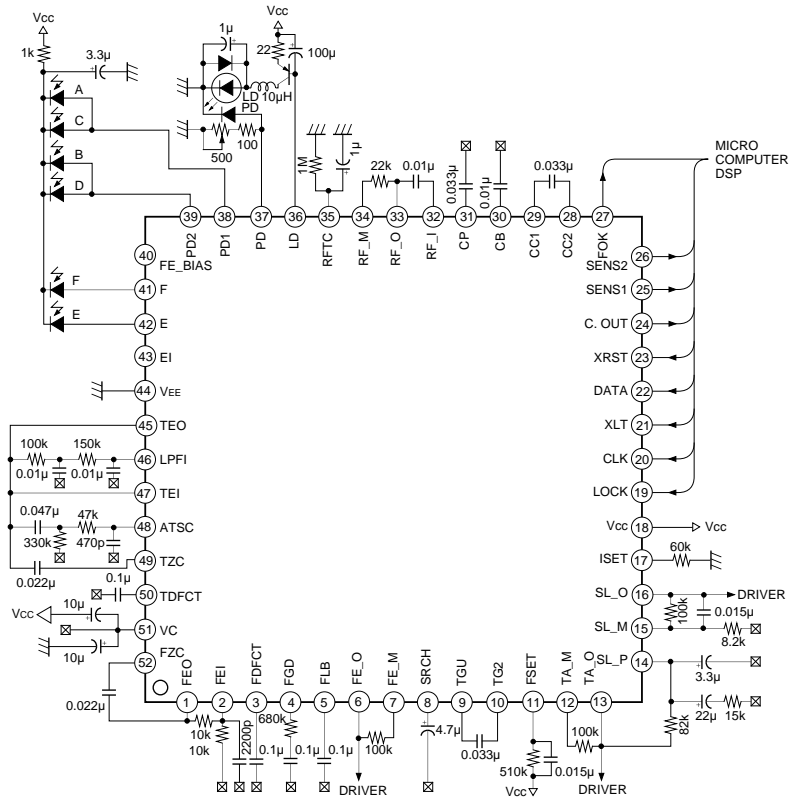 Vcc
1k
3.3µ
A
C
B
D
F
E
1µ
LD
PD
10µH
500
100
Vcc
22
100µ
1M
1µ
22k
0.01µ
0.033µ
0.01µ
0.033µ
MICRO
COMPUTER
DSP
39 38 37 36 35 34 33 32 31 30 29 28 27
PD2 PD1 PD LD RFTC RF_M RF_O RF_I CP CB CC1 CC2 FOK
40 FE_BIAS
41 F
42 E
43 EI
44 VEE
45 TEO
46 LPFI
47 TEI
48 ATSC
49 TZC
50 TDFCT
51 VC
52 FZC
100k
150k
0.01µ
0.01µ
0.047µ
47k
330k
470p
0.022µ
0.1µ
Vcc
10µ
10µ
0.022µ
SENS2 26
SENS1 25
C. OUT 24
XRST 23
DATA 22
XLT 21
CLK 20
LOCK 19
Vcc 18 Vcc
ISET 17 60k
SL_O 16 DRIVER
SL_M 15
SL_P 14
100k
0.015µ
8.2k
3.3µ
22µ
15k
82k
FEO FEI FDFCT FGD FLB FE_O FE_M SRCH TGU TG2 FSET TA_M TA_O
1 2 3 4 5 6 7 8 9 10 11 12 13
10k
10k
2200p
680k
0.1µ
0.1µ
0.1µ
100k
DRIVER
4.7µ
0.033µ
510k
0.015µ
Vcc
100k
DRIVER